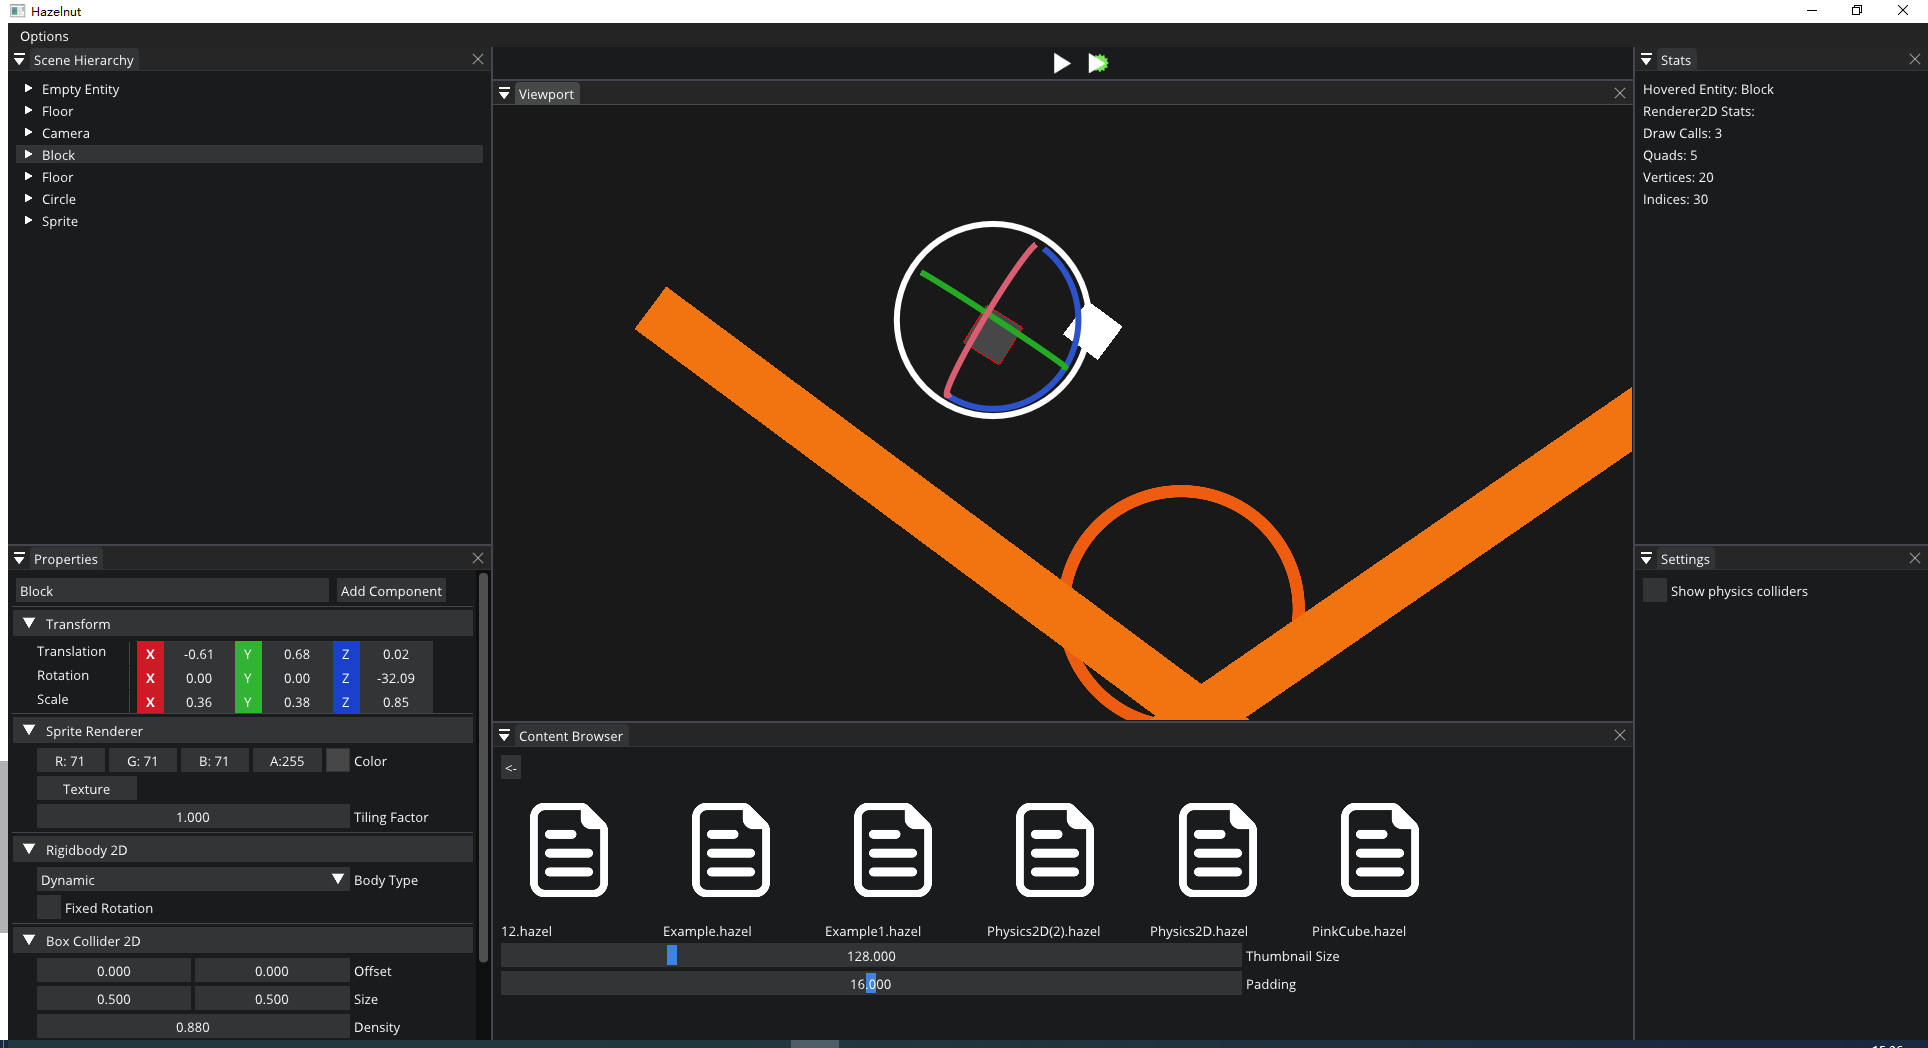 Hazelnut
Options
Scene Hierarchy
Empty Entity
Floor
Camera
Block
Floor
Circle
Sprite
Viewport
Stats
Hovered Entity: Block
Renderer2D Stats:
Draw Calls: 3
Quads: 5
Vertices: 20
Indices: 30
Properties
Block Add Component
Transform
Translation X -0.61 Y 0.68 Z 0.02
Rotation X 0.00 Y 0.00 Z -32.09
Scale X 0.36 Y 0.38 Z 0.85
Sprite Renderer
R: 71 G: 71 B: 71 A:255 Color
Texture
1.000 Tiling Factor
Rigidbody 2D
Dynamic Body Type
Fixed Rotation
Box Collider 2D
0.000 0.000 Offset
0.500 0.500 Size
0.880 Density
Content Browser
<-
12.hazel Example.hazel Example1.hazel Physics2D(2).hazel Physics2D.hazel PinkCube.hazel
128.000 Thumbnail Size
16.000 Padding
Settings
Show physics colliders